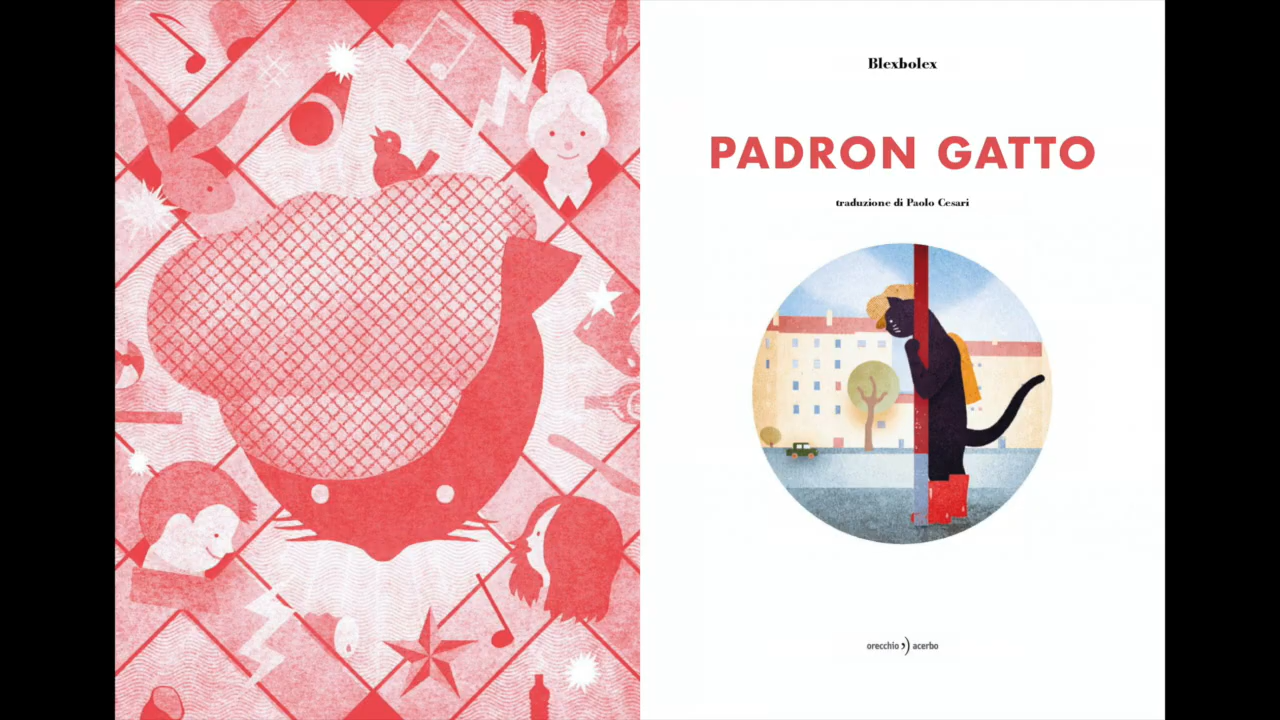 Blexbolex
PADRON GATTO
traduzione di Paolo Cesari
orecchio acerbo